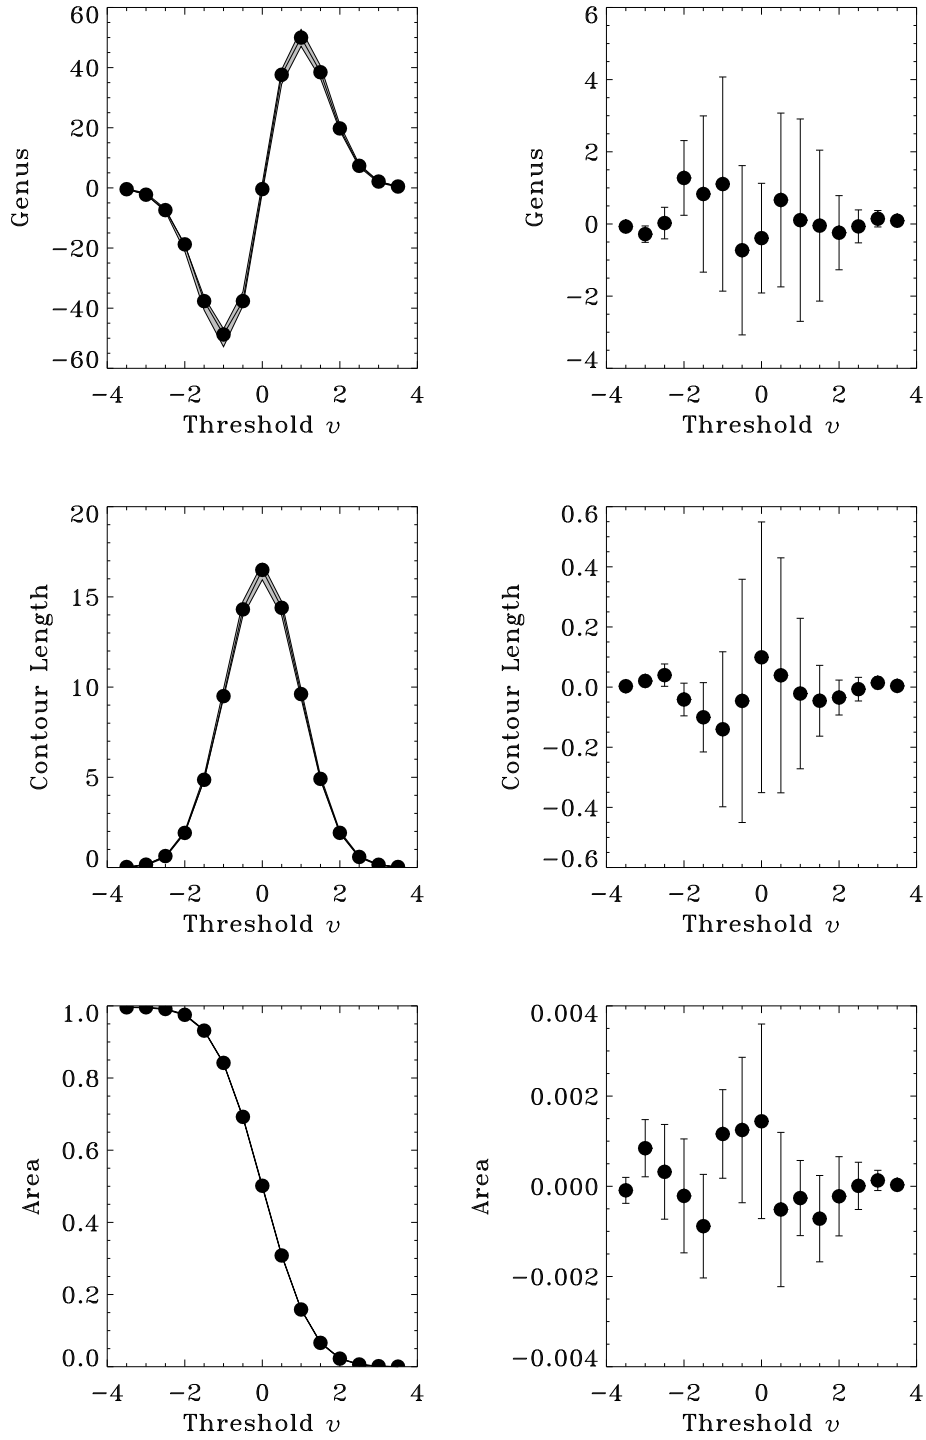 60
40
20
0
−20
−40
−60
Genus
−4 −2 0 2 4
Threshold ν
6
4
2
0
−2
−4
Genus
−4 −2 0 2 4
Threshold ν
20
15
10
5
0
Contour Length
−4 −2 0 2 4
Threshold ν
0.6
0.4
0.2
0.0
−0.2
−0.4
−0.6
Contour Length
−4 −2 0 2 4
Threshold ν
1.0
0.8
0.6
0.4
0.2
0.0
Area
−4 −2 0 2 4
Threshold ν
0.004
0.002
0.000
−0.002
−0.004
Area
−4 −2 0 2 4
Threshold ν